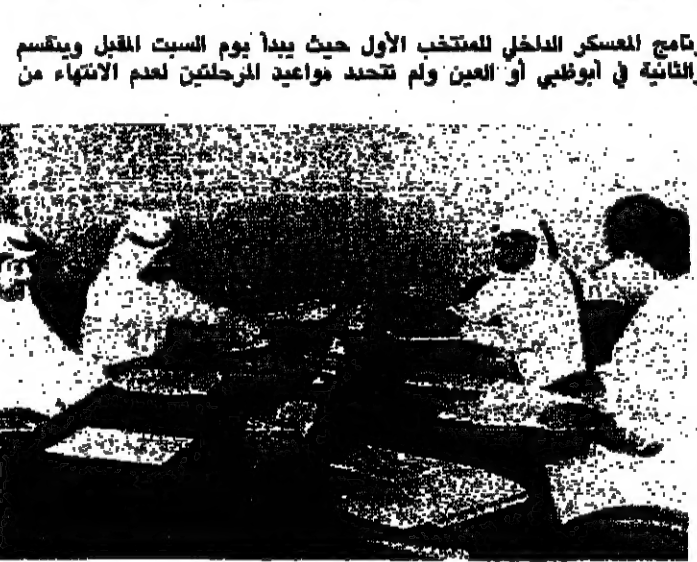 برنامج المعسكر الداخلي للمنتخب الأول حيث يبدأ يوم السبت المقبل وينقسم
والثانية في أبوظبي أو العين ولم تتحدد مواعيد المرحلتين لعدم الانتهاء من